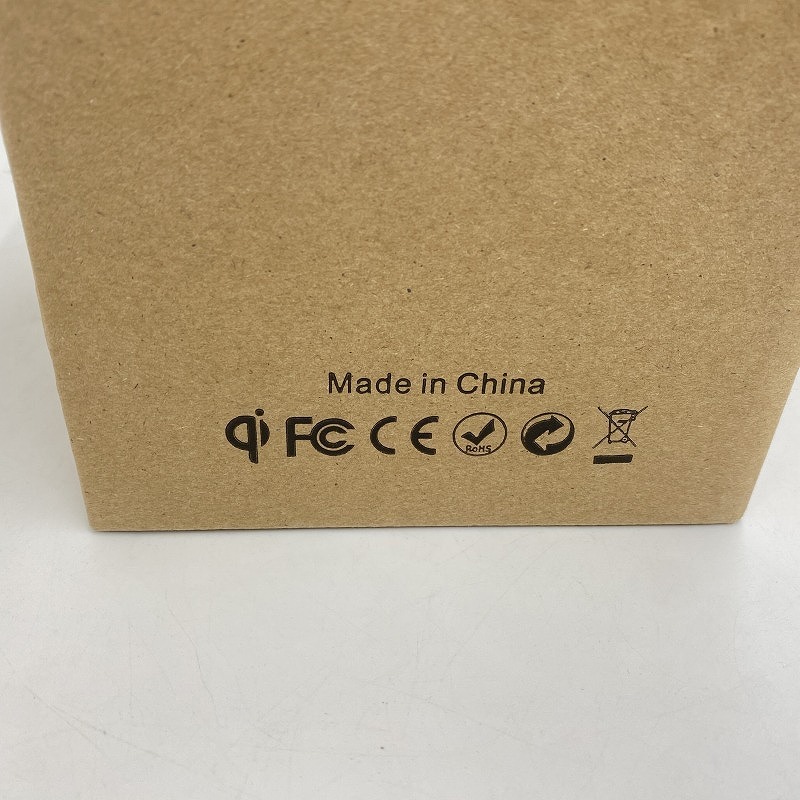 Made in China
qi FC CE RoHS